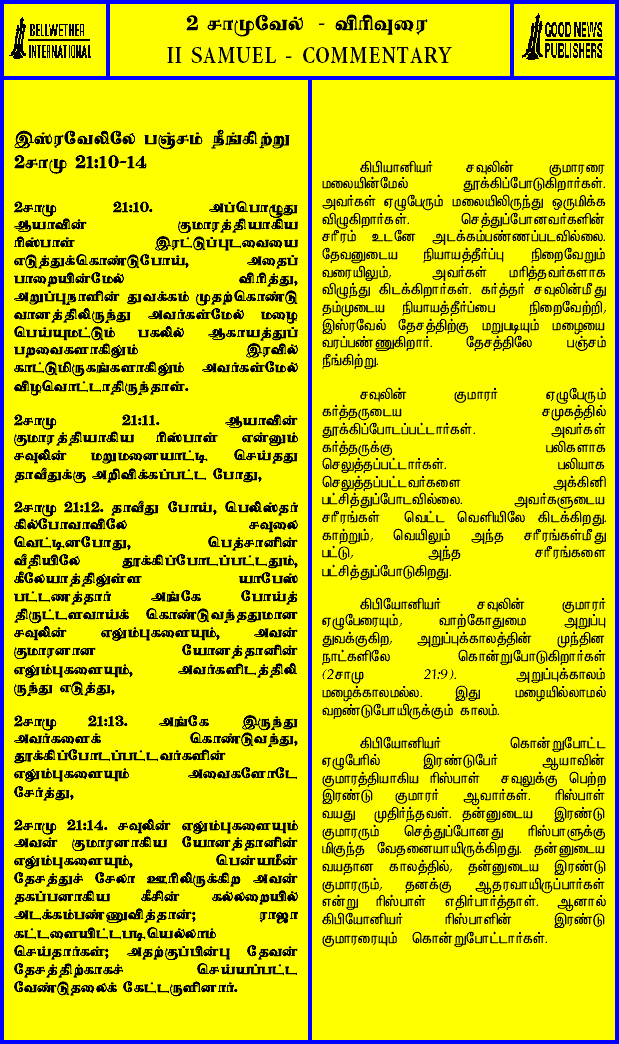 BELLWETHER
INTERNATIONAL
2 சாமுவேல் - விரிவுரை
II SAMUEL - COMMENTARY
GOOD NEWS
PUBLISHERS
இஸ்ரவேலிலே பஞ்சம் நீங்கிற்று
2சாமு 21:10-14
2சாமு 21:10. அப்பொழுது
ஆயாவின் குமாரத்தியாகிய
ரிஸ்பாள் இரட்டுப்புடவையை
எடுத்துக்கொண்டுபோய், அதைப்
பாறையின்மேல் விரித்து,
அறுப்புநாளின் துவக்கம் முதற்கொண்டு
வானத்திலிருந்து அவர்கள்மேல் மழை
பெய்யுமட்டும் பகலில் ஆகாயத்துப்
பறவைகளாகிலும் இரவில்
காட்டுமிருகங்களாகிலும் அவர்கள்மேல்
விழவொட்டாதிருந்தாள்.
2சாமு 21:11. ஆயாவின்
குமாரத்தியாகிய ரிஸ்பாள் என்னும்
சவுலின் மறுமனையாட்டி செய்தது
தாவீதுக்கு அறிவிக்கப்பட்ட போது,
2சாமு 21:12. தாவீது போய், பெலிஸ்தர்
கில்போவாவிலே சவுலை
வெட்டினபோது, பெத்சானின்
வீதியிலே தூக்கிப்போடப்பட்டதும்,
கீலேயாத்திலுள்ள யாபேஸ்
பட்டணத்தார் அங்கே போய்த்
திருட்டளவாய்க் கொண்டுவந்ததுமான
சவுலின் எலும்புகளையும், அவன்
குமாரனான யோனத்தானின்
எலும்புகளையும், அவர்களிடத்திலி
ருந்து எடுத்து,
2சாமு 21:13. அங்கே இருந்து
அவர்களைக் கொண்டுவந்து,
தூக்கிப்போடப்பட்டவர்களின்
எலும்புகளையும் அவைகளோடே
சேர்த்து,
2சாமு 21:14. சவுலின் எலும்புகளையும்
அவன் குமாரனாகிய யோனத்தானின்
எலும்புகளையும், பென்யமீன்
தேசத்துச் சேலா ஊரிலிருக்கிற அவன்
தகப்பனாகிய கீசின் கல்லறையில்
அடக்கம்பண்ணுவித்தான்; ராஜா
கட்டளையிட்டபடியெல்லாம்
செய்தார்கள்; அதற்குப்பின்பு தேவன்
தேசத்திற்காகச் செய்யப்பட்ட
வேண்டுதலைக் கேட்டருளினார்.
கிபியானியர் சவுலின் குமாரரை
மலையின்மேல் தூக்கிப்போடுகிறார்கள்.
அவர்கள் ஏழுபேரும் மலையிலிருந்து ஒருமிக்க
விழுகிறார்கள். செத்துப்போனவர்களின்
சரீரம் உடனே அடக்கம்பண்ணப்படவில்லை.
தேவனுடைய நியாயத்தீர்ப்பு நிறைவேறும்
வரையிலும், அவர்கள் மரித்தவர்களாக
விழுந்து கிடக்கிறார்கள். கர்த்தர் சவுலின்மீது
தம்முடைய நியாயத்தீர்ப்பை நிறைவேற்றி,
இஸ்ரவேல் தேசத்திற்கு மறுபடியும் மழையை
வரப்பண்ணுகிறார். தேசத்திலே பஞ்சம்
நீங்கிற்று.
சவுலின் குமாரர் ஏழுபேரும்
கர்த்தருடைய சமுகத்தில்
தூக்கிப்போடப்பட்டார்கள். அவர்கள்
கர்த்தருக்கு பலிகளாக
செலுத்தப்பட்டார்கள். பலியாக
செலுத்தப்பட்டவர்களை அக்கினி
பட்சித்துப்போடவில்லை. அவர்களுடைய
சரீரங்கள் வெட்ட வெளியிலே கிடக்கிறது.
காற்றும், வெயிலும் அந்த சரீரங்கள்மீது
பட்டு, அந்த சரீரங்களை
பட்சித்துப்போடுகிறது.
கிபியோனியர் சவுலின் குமாரர்
ஏழுபேரையும், வாற்கோதுமை அறுப்பு
துவக்குகிற, அறுப்புக்காலத்தின் முந்தின
நாட்களிலே கொன்றுபோடுகிறார்கள்
(2சாமு 21:9). அறுப்புக்காலம்
மழைக்காலமல்ல. இது மழையில்லாமல்
வறண்டுபோயிருக்கும் காலம்.
கிபியோனியர் கொன்றுபோட்ட
ஏழுபேரில் இரண்டுபேர் ஆயாவின்
குமாரத்தியாகிய ரிஸ்பாள் சவுலுக்கு பெற்ற
இரண்டு குமாரர் ஆவார்கள். ரிஸ்பாள்
வயது முதிர்ந்தவள். தன்னுடைய இரண்டு
குமாரரும் செத்துப்போனது ரிஸ்பாளுக்கு
மிகுந்த வேதனையாயிருக்கிறது. தன்னுடைய
வயதான காலத்தில், தன்னுடைய இரண்டு
குமாரரும், தனக்கு ஆதரவாயிருப்பார்கள்
என்று ரிஸ்பாள் எதிர்பார்த்தாள். ஆனால்
கிபியோனியர் ரிஸ்பாளின் இரண்டு
குமாரரையும் கொன்றுபோட்டார்கள்.